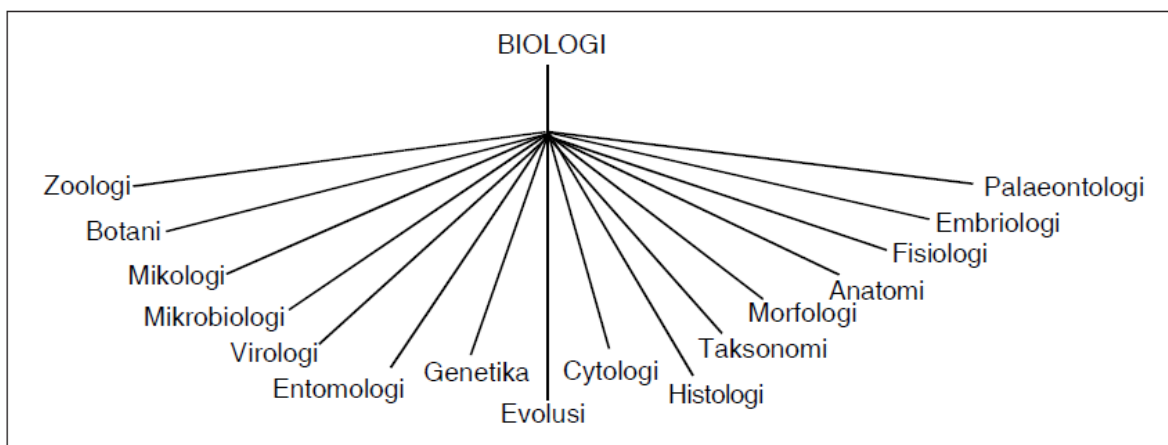 BIOLOGI
Zoologi
Botani
Mikologi
Mikrobiologi
Virologi
Entomologi
Genetika
Evolusi
Cytologi
Histologi
Taksonomi
Morfologi
Anatomi
Fisiologi
Embriologi
Palaeontologi